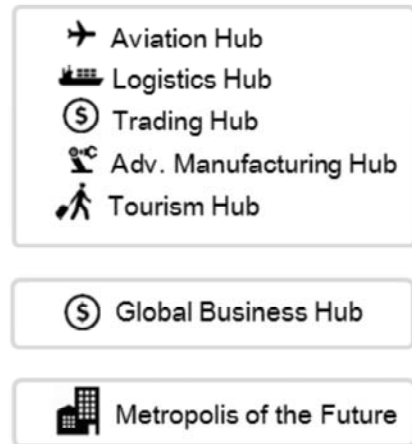 Aviation Hub
Logistics Hub
Trading Hub
Adv. Manufacturing Hub
Tourism Hub
Global Business Hub
Metropolis of the Future